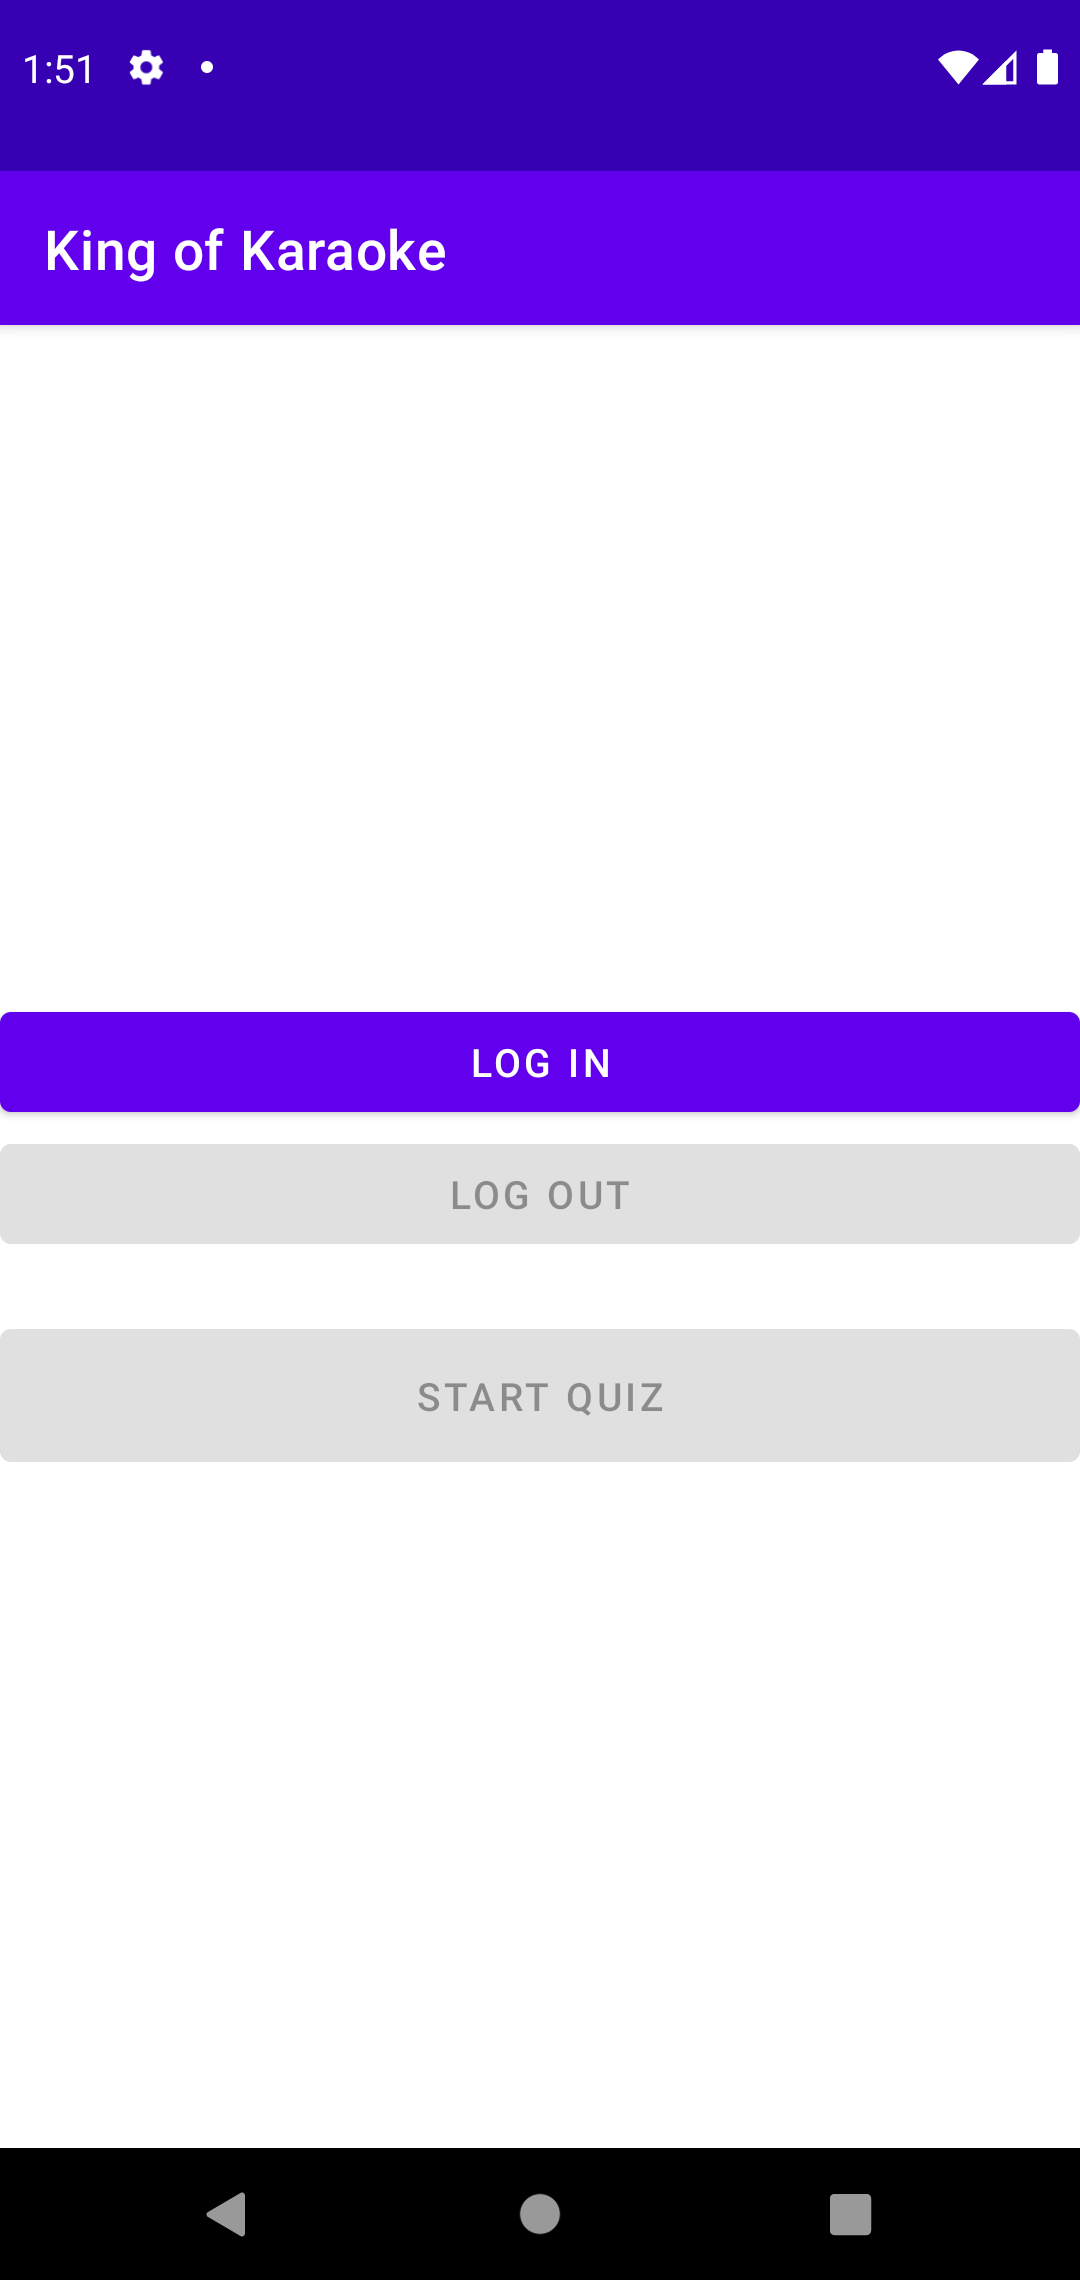 1:51
King of Karaoke
LOG IN
LOG OUT
START QUIZ